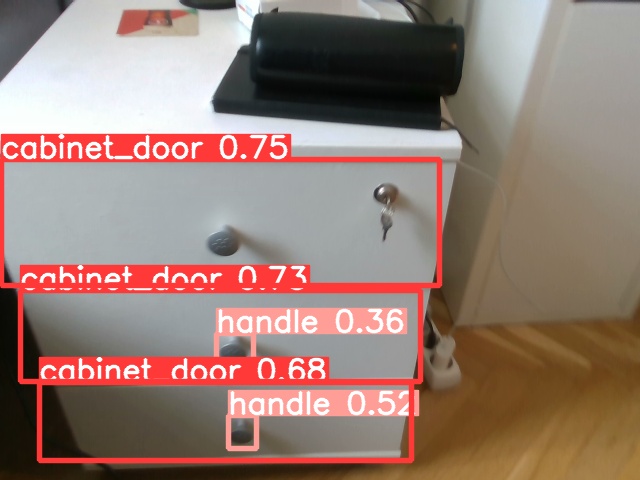 cabinet_door 0.75
cabinet_door 0.73
handle 0.36
cabinet_door 0.68
handle 0.52